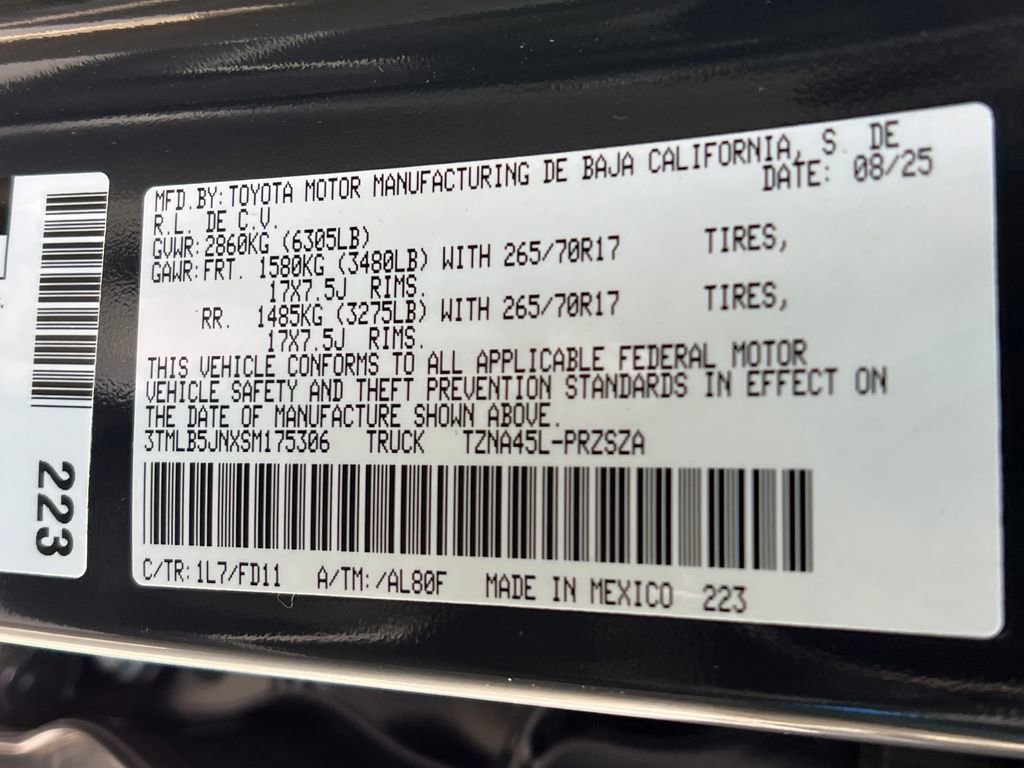 MFD.BY:TOYOTA MOTOR MANUFACTURING DE BAJA CALIFORNIA, S. DE
R.L. DE C.V. DATE: 08/25
GVWR:2860KG (6305LB)
GAWR:FRT. 1580KG (3480LB) WITH 265/70R17 TIRES,
17X7.5J RIMS.
RR. 1485KG (3275LB) WITH 265/70R17 TIRES,
17X7.5J RIMS.
THIS VEHICLE CONFORMS TO ALL APPLICABLE FEDERAL MOTOR
VEHICLE SAFETY AND THEFT PREVENTION STANDARDS IN EFFECT ON
THE DATE OF MANUFACTURE SHOWN ABOVE.
3TMLB5JNXSM175306 TRUCK TZNA45L-PRZSZA
C/TR:1L7/FD11 A/TM:/AL80F MADE IN MEXICO 223
223